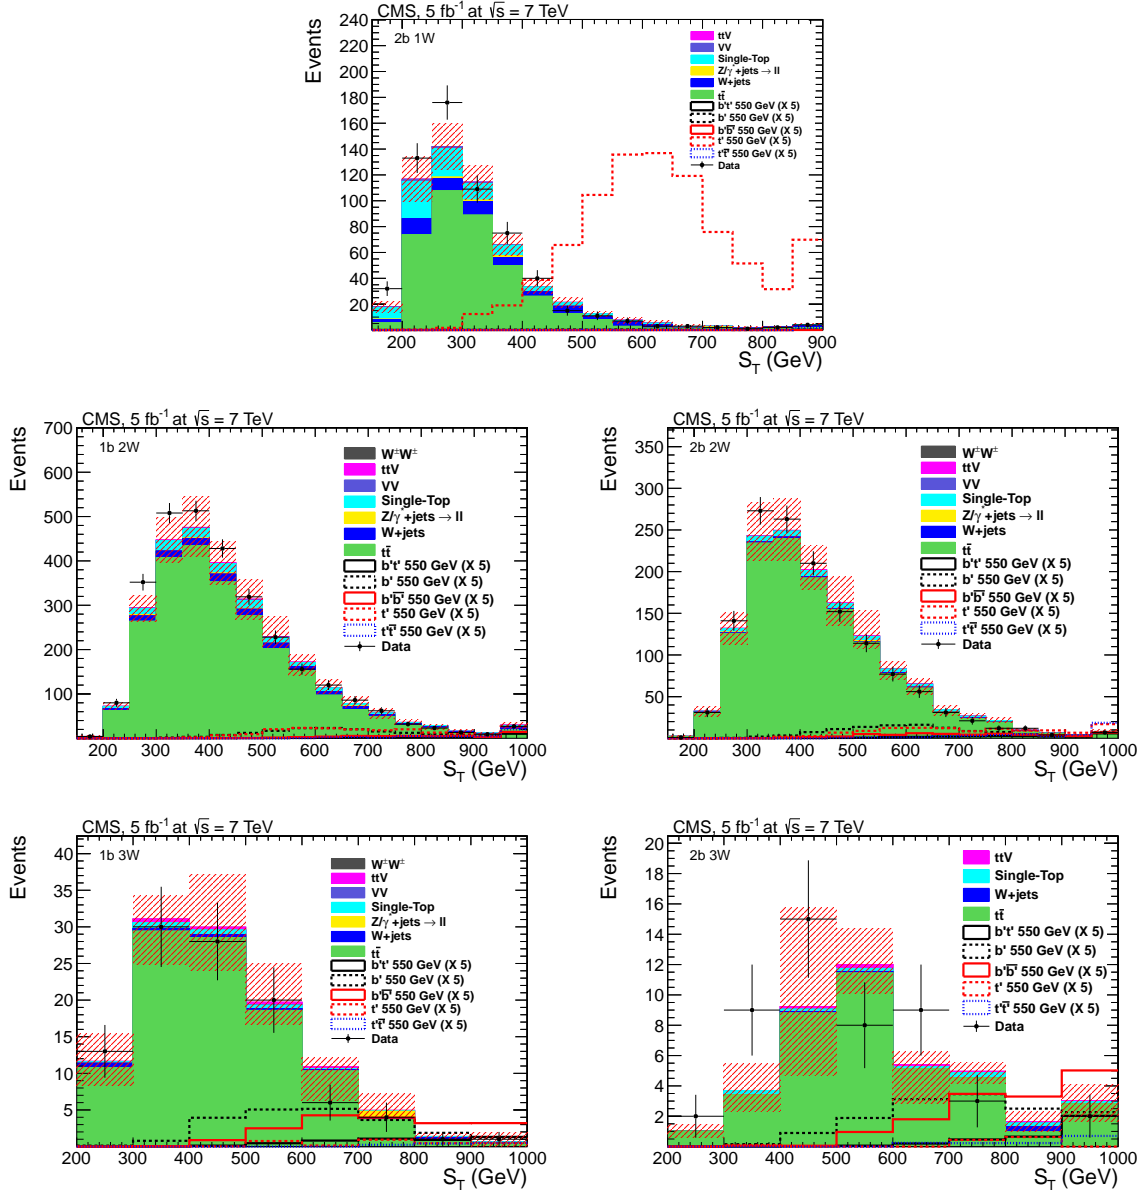 CMS, 5 fb⁻¹ at √s = 7 TeV
Events
240
220
200
180
160
140
120
100
80
60
40
20
2b 1W
ttV
VV
Single-Top
Z/γ*+jets → ll
W+jets
tt̄
b't' 550 GeV (X 5)
b' 550 GeV (X 5)
b'b̄' 550 GeV (X 5)
t' 550 GeV (X 5)
t't̄' 550 GeV (X 5)
Data
200 300 400 500 600 700 800 900
S_T (GeV)
CMS, 5 fb⁻¹ at √s = 7 TeV
Events
700
600
500
400
300
200
100
1b 2W
W±W±
ttV
VV
Single-Top
Z/γ*+jets → ll
W+jets
tt̄
b't' 550 GeV (X 5)
b' 550 GeV (X 5)
b'b̄' 550 GeV (X 5)
t' 550 GeV (X 5)
t't̄' 550 GeV (X 5)
Data
200 300 400 500 600 700 800 900 1000
S_T (GeV)
CMS, 5 fb⁻¹ at √s = 7 TeV
Events
350
300
250
200
150
100
50
2b 2W
W±W±
ttV
VV
Single-Top
Z/γ*+jets → ll
W+jets
tt̄
b't' 550 GeV (X 5)
b' 550 GeV (X 5)
b'b̄' 550 GeV (X 5)
t' 550 GeV (X 5)
t't̄' 550 GeV (X 5)
Data
200 300 400 500 600 700 800 900 1000
S_T (GeV)
CMS, 5 fb⁻¹ at √s = 7 TeV
Events
40
35
30
25
20
15
10
5
1b 3W
W±W±
ttV
VV
Single-Top
Z/γ*+jets → ll
W+jets
tt̄
b't' 550 GeV (X 5)
b' 550 GeV (X 5)
b'b̄' 550 GeV (X 5)
t' 550 GeV (X 5)
t't̄' 550 GeV (X 5)
Data
200 300 400 500 600 700 800 900 1000
S_T (GeV)
CMS, 5 fb⁻¹ at √s = 7 TeV
Events
20
18
16
14
12
10
8
6
4
2
0
2b 3W
ttV
Single-Top
W+jets
tt̄
b't' 550 GeV (X 5)
b' 550 GeV (X 5)
b'b̄' 550 GeV (X 5)
t' 550 GeV (X 5)
t't̄' 550 GeV (X 5)
Data
200 300 400 500 600 700 800 900 1000
S_T (GeV)